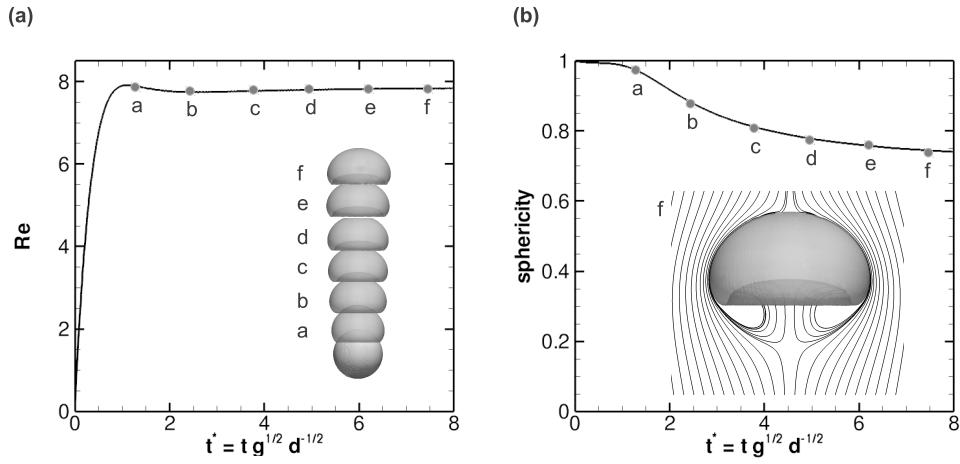 (a)
8
6
4
2
0
Re
0 2 4 6 8
a b c d e f
f
e
d
c
b
a
t* = t g^1/2 d^-1/2
(b)
1
0.8
0.6
0.4
0.2
0
sphericity
0 2 4 6 8
a
b
c
d
e
f
f
t* = t g^1/2 d^-1/2